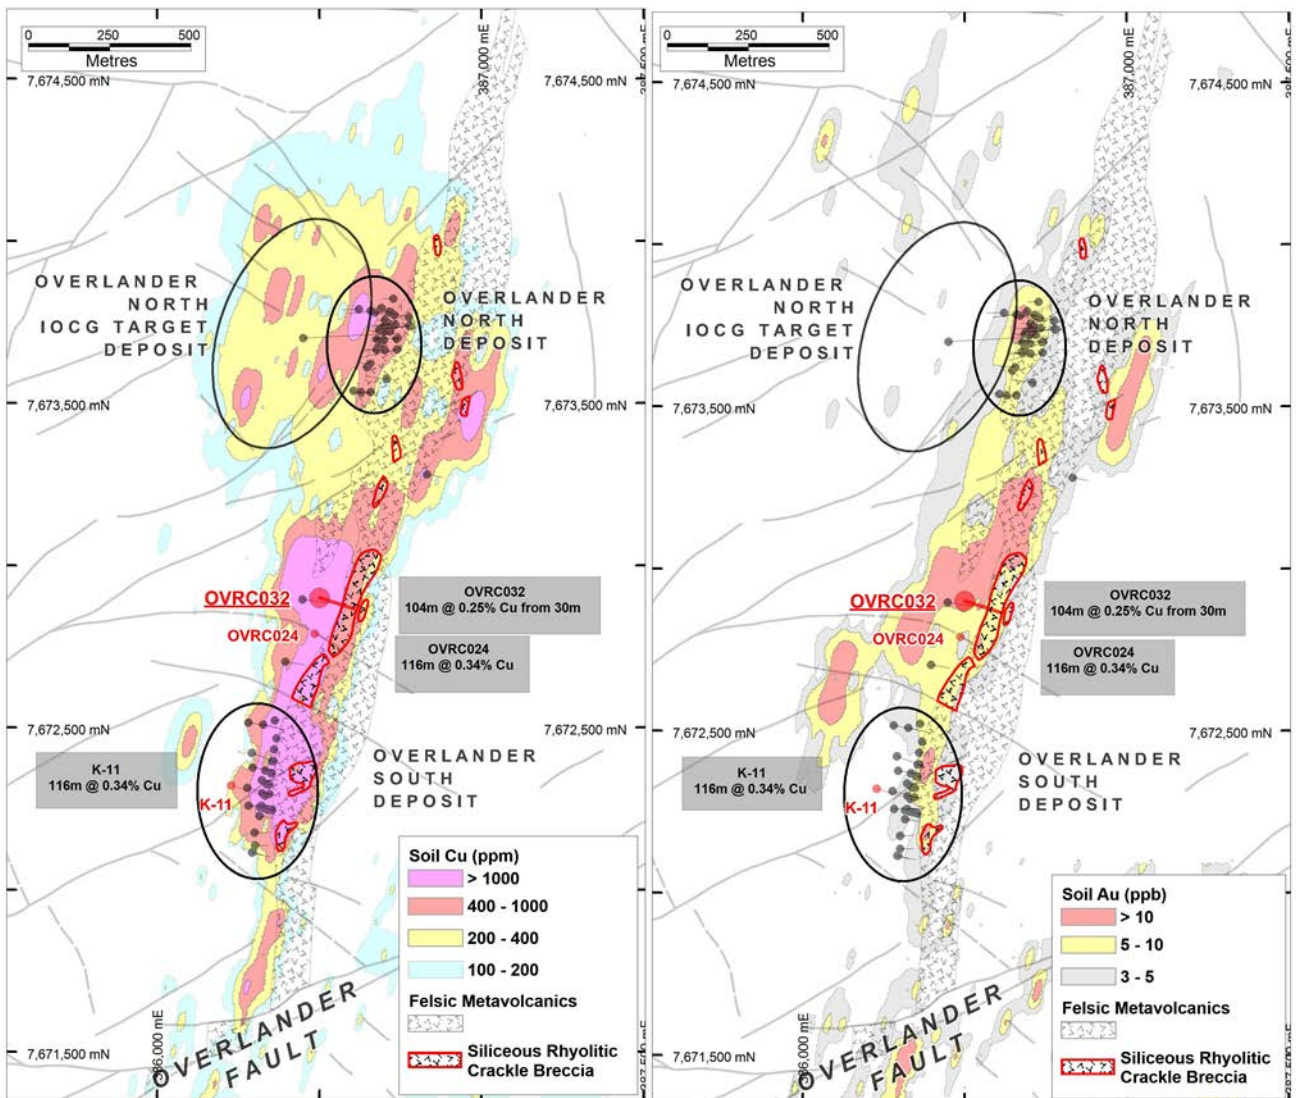 0 250 500
Metres
387,000 mE
7,674,500 mN
7,674,500 mN
OVERLANDER
NORTH
IOCG TARGET
DEPOSIT
OVERLANDER
NORTH
DEPOSIT
7,673,500 mN
7,673,500 mN
OVRC032
OVRC032
104m @ 0.25% Cu from 30m
OVRC024
OVRC024
116m @ 0.34% Cu
7,672,500 mN
7,672,500 mN
K-11
116m @ 0.34% Cu
K-11
OVERLANDER
SOUTH
DEPOSIT
Soil Cu (ppm)
> 1000
400 - 1000
200 - 400
100 - 200
Felsic Metavolcanics
Siliceous Rhyolitic
Crackle Breccia
OVERLANDER
FAULT
386,000 mE
7,671,500 mN
0 250 500
Metres
387,000 mE
7,674,500 mN
7,674,500 mN
OVERLANDER
NORTH
IOCG TARGET
DEPOSIT
OVERLANDER
NORTH
DEPOSIT
7,673,500 mN
7,673,500 mN
OVRC032
OVRC032
104m @ 0.25% Cu from 30m
OVRC024
OVRC024
116m @ 0.34% Cu
7,672,500 mN
7,672,500 mN
K-11
116m @ 0.34% Cu
K-11
OVERLANDER
SOUTH
DEPOSIT
Soil Au (ppb)
> 10
5 - 10
3 - 5
Felsic Metavolcanics
Siliceous Rhyolitic
Crackle Breccia
OVERLANDER
FAULT
386,000 mE
7,671,500 mN